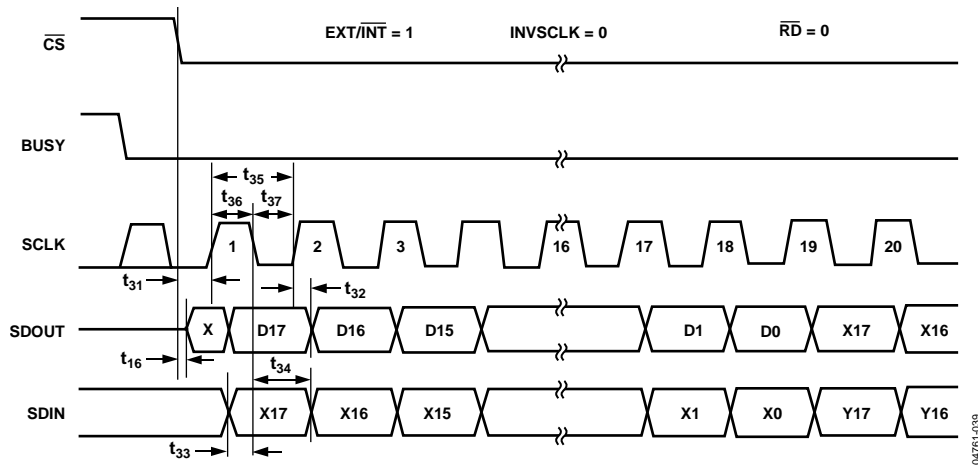 EXT/INT = 1 INVSCLK = 0 RD = 0
CS
BUSY
t35
t36 t37
SCLK 1 2 3 16 17 18 19 20
t31 t32
SDOUT X D17 D16 D15 D1 D0 X17 X16
t16 t34
SDIN X17 X16 X15 X1 X0 Y17 Y16
t33
04761-039